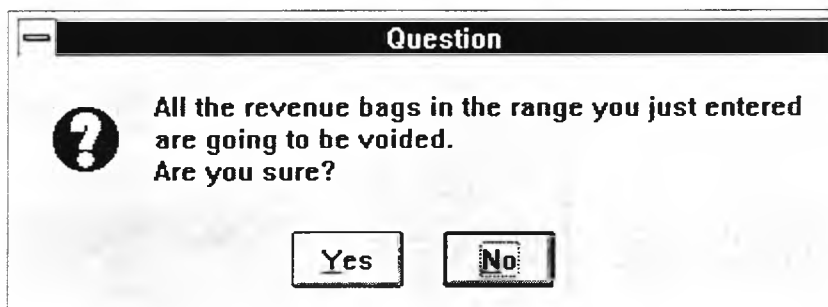 Question
All the revenue bags in the range you just entered
are going to be voided.
Are you sure?
Yes
No